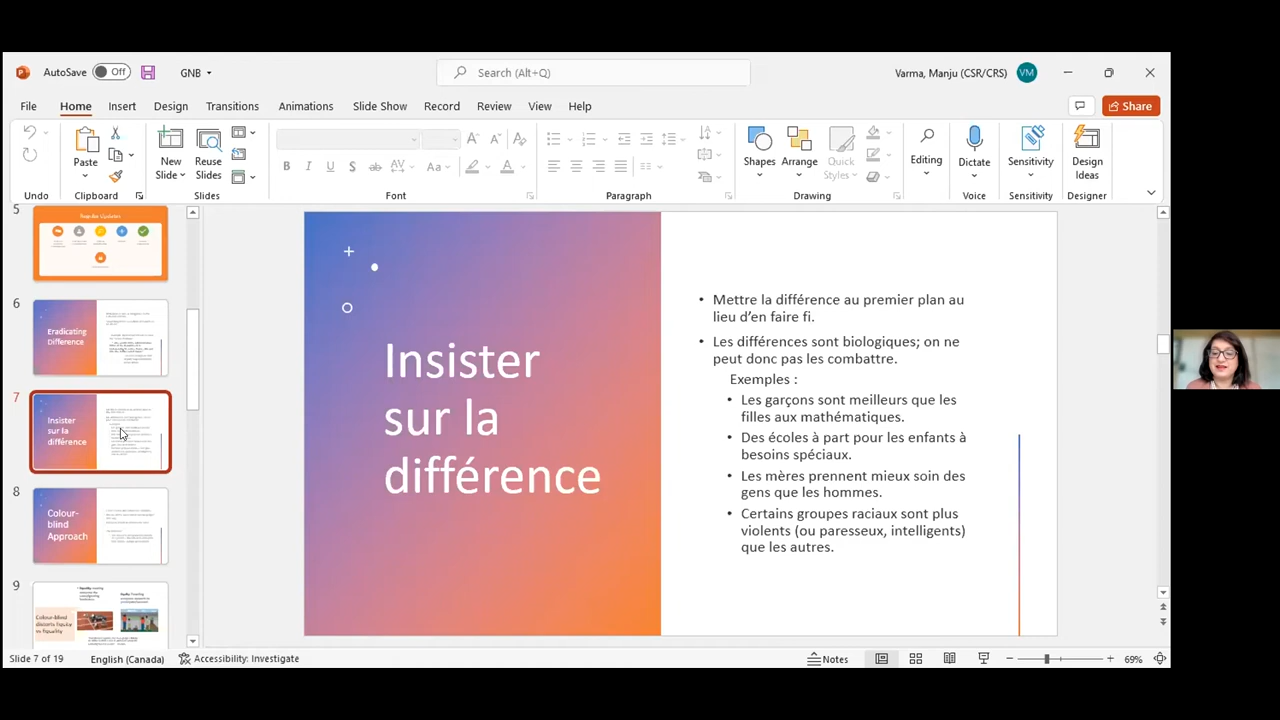 AutoSave Off GNB Search (Alt+Q) Varma, Manju (CSR/CRS) VM
File Home Insert Design Transitions Animations Slide Show Record Review View Help Share
Paste New Slide Reuse Slides B I U S ab AV Aa A Shapes Arrange Quick Styles Editing Dictate Sensitivity Design Ideas
Undo Clipboard Slides Font Paragraph Drawing Voice Sensitivity Designer
5
6
Eradicating
Difference
7
Insister
sur la
différence
8
Colour-
blind
Approach
9
Insister
sur la
différence
• Mettre la différence au premier plan au
lieu d’en faire fi.
• Les différences sont biologiques; on ne
peut donc pas les combattre.
Exemples :
• Les garçons sont meilleurs que les
filles aux mathématiques.
• Des écoles à part pour les enfants à
besoins spéciaux.
• Les mères prennent mieux soin des
gens que les hommes.
• Certains groupes raciaux sont plus
violents (ou paresseux, intelligents)
que les autres.
Slide 7 of 19 English (Canada) Accessibility: Investigate Notes 69%